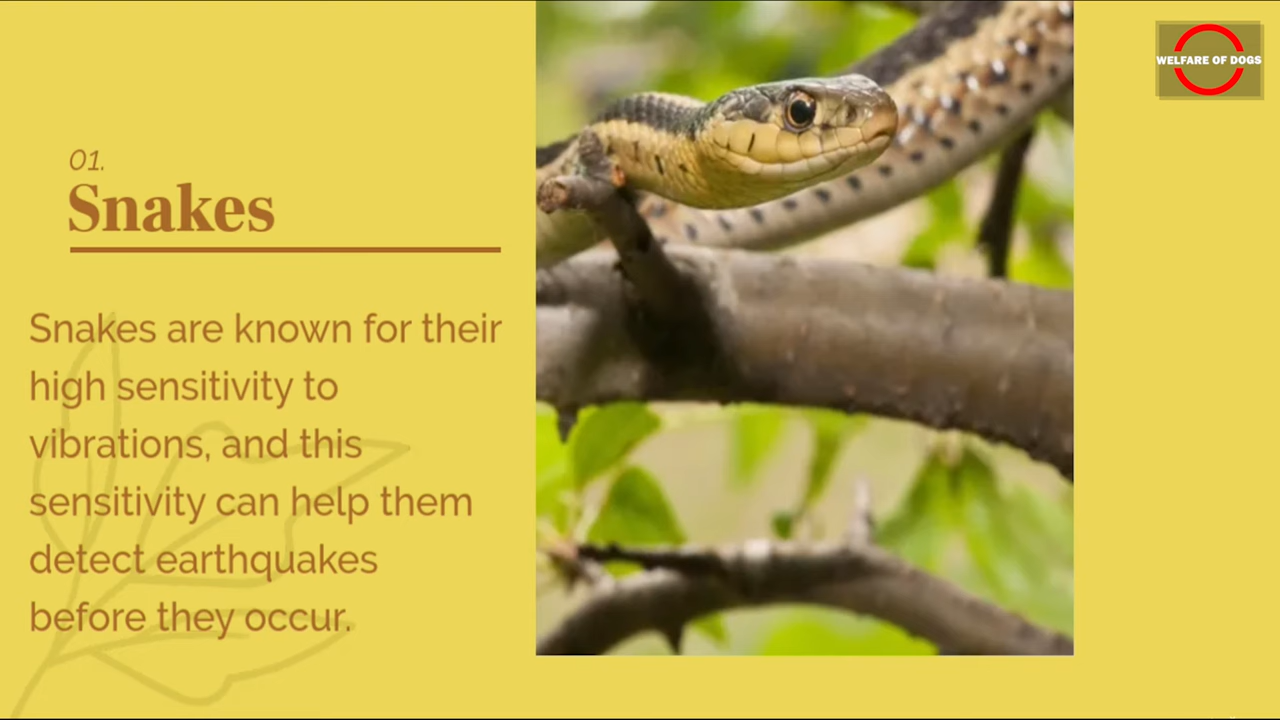 WELFARE OF DOGS
01.
Snakes
Snakes are known for their
high sensitivity to
vibrations, and this
sensitivity can help them
detect earthquakes
before they occur.